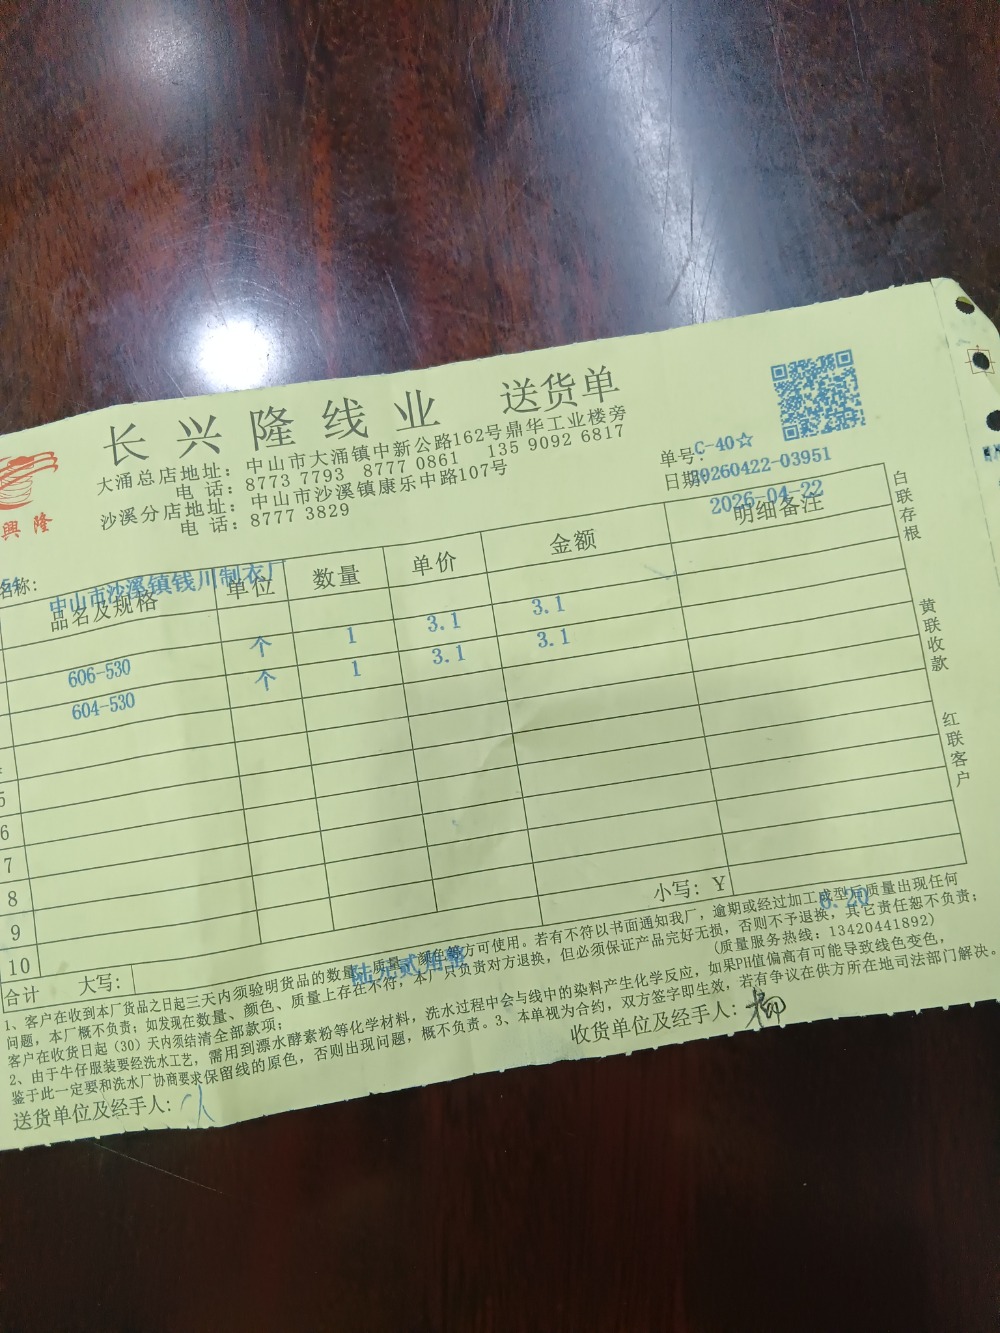 长兴隆线业 送货单
大涌总店地址：中山市大涌镇中新公路162号鼎华工业楼旁
电 话：8773 7793 8777 0861 135 9092 6817
沙溪分店地址：中山市沙溪镇康乐中路107号
电 话：8777 3829
興隆
单号：C-40☆
日期：20260422-03951
2026-04-22
名称：
中山市沙溪镇钱川制衣厂
品名及规格 单位 数量 单价 金额 明细备注
606-530 个 1 3.1 3.1
604-530 个 1 3.1 3.1
5
6
7
8
9
10
合计 大写： 陆元贰角整 小写：Y 6.20
白联存根
黄联收款
红联客户
1、客户在收到本厂货品之日起三天内须验明货品的数量、质量、颜色等方可使用。若有不符以书面通知我厂，逾期或经过加工成型后质量出现任何
问题，本厂概不负责；如发现在数量、颜色、质量上存在不符，本厂只负责对方退换，但必须保证产品完好无损，否则不予退换，其它责任恕不负责；
客户在收货日起（30）天内须结清全部款项； （质量服务热线：13420441892）
2、由于牛仔服装要经洗水工艺，需用到漂水酵素粉等化学材料，洗水过程中会与线中的染料产生化学反应，如果PH值偏高有可能导致线色变色，
鉴于此一定要和洗水厂协商要求保留线的原色，否则出现问题，概不负责。3、本单视为合约，双方签字即生效，若有争议在供方所在地司法部门解决。
送货单位及经手人： 收货单位及经手人：